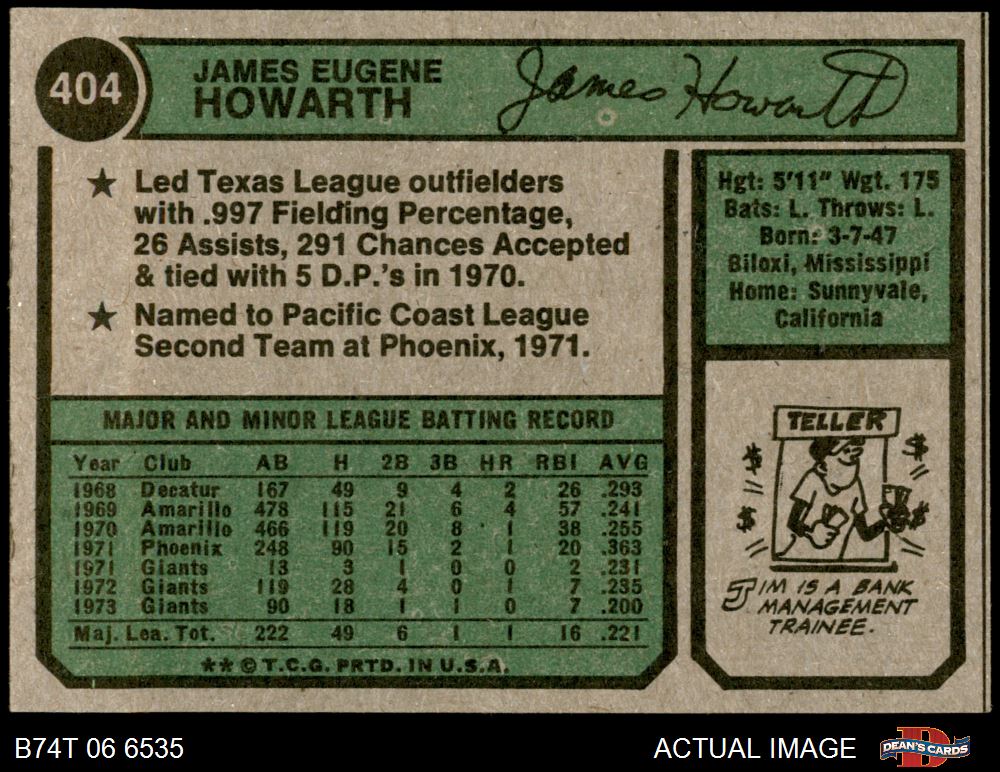 404
JAMES EUGENE
HOWARTH
James Howarth
★ Led Texas League outfielders
with .997 Fielding Percentage,
26 Assists, 291 Chances Accepted
& tied with 5 D.P.'s in 1970.
★ Named to Pacific Coast League
Second Team at Phoenix, 1971.
Hgt: 5'11" Wgt. 175
Bats: L. Throws: L.
Born: 3-7-47
Biloxi, Mississippi
Home: Sunnyvale,
California
MAJOR AND MINOR LEAGUE BATTING RECORD
Year Club AB H 2B 3B HR RBI AVG
1968 Decatur 167 49 9 4 2 26 .293
1969 Amarillo 478 115 21 6 4 57 .241
1970 Amarillo 466 119 20 8 1 38 .255
1971 Phoenix 248 90 15 2 1 20 .363
1971 Giants 13 3 1 0 0 2 .231
1972 Giants 119 28 4 0 1 7 .235
1973 Giants 90 18 1 1 0 7 .200
Maj. Lea. Tot. 222 49 6 1 1 16 .221
**©T.C.G. PRTD. IN U.S.A.
TELLER
$ $
$ $
JIM IS A BANK
MANAGEMENT
TRAINEE.
B74T 06 6535
ACTUAL IMAGE
D
DEAN'S CARDS